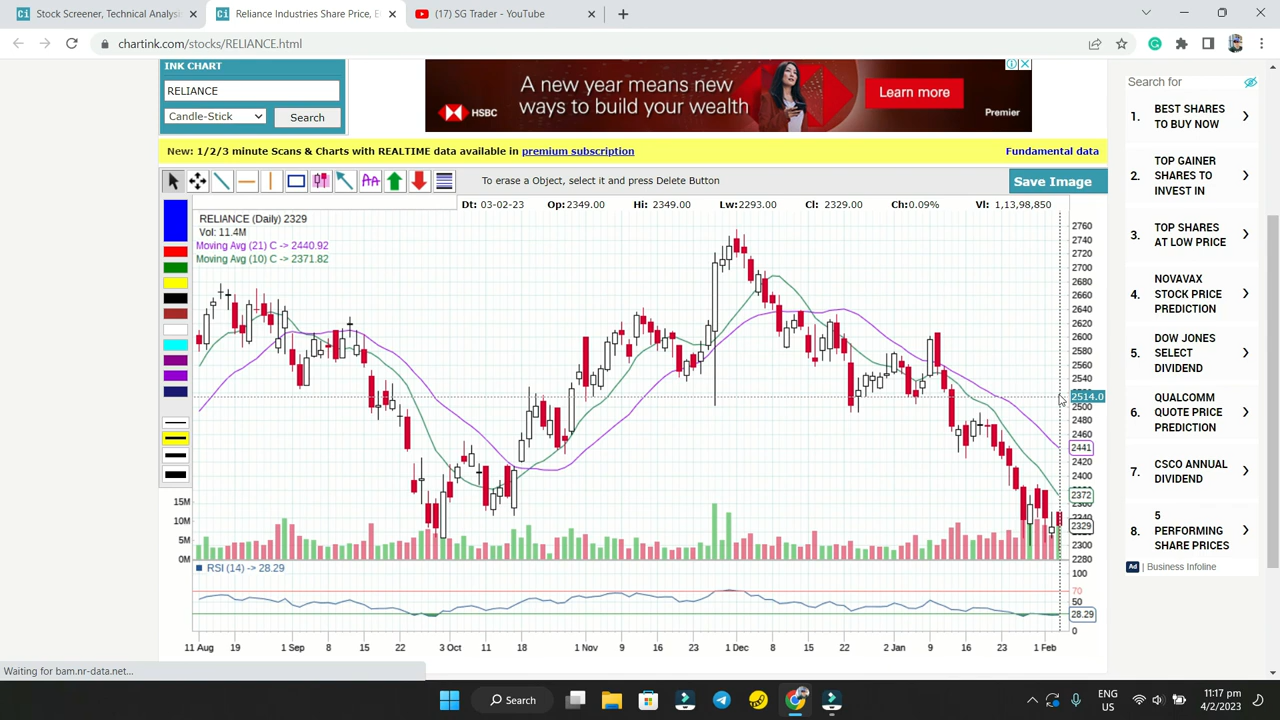 Stock Screener, Technical Analysis
Reliance Industries Share Price, B
(17) SG Trader - YouTube
chartink.com/stocks/RELIANCE.html
INK CHART
RELIANCE
Candle-Stick
Search
A new year means new
ways to build your wealth
HSBC
Learn more
Premier
New: 1/2/3 minute Scans & Charts with REALTIME data available in premium subscription
Fundamental data
To erase a Object, select it and press Delete Button
Save Image
Dt: 03-02-23 Op:2349.00 Hi: 2349.00 Lw:2293.00 Cl: 2329.00 Ch:0.09% Vl: 1,13,98,850
RELIANCE (Daily) 2329
Vol: 11.4M
Moving Avg (21) C -> 2440.92
Moving Avg (10) C -> 2371.82
2760
2740
2720
2700
2680
2660
2640
2620
2600
2580
2560
2540
2514.0
2500
2480
2460
2441
2420
2400
2372
2329
2300
2280
15M
10M
5M
0M
RSI (14) -> 28.29
100
70
50
28.29
0
11 Aug 19 1 Sep 8 15 22 3 Oct 11 18 1 Nov 9 16 23 1 Dec 8 15 22 2 Jan 9 16 23 1 Feb
Search for
1. BEST SHARES
TO BUY NOW
2. TOP GAINER
SHARES TO
INVEST IN
3. TOP SHARES
AT LOW PRICE
4. NOVAVAX
STOCK PRICE
PREDICTION
5. DOW JONES
SELECT
DIVIDEND
6. QUALCOMM
QUOTE PRICE
PREDICTION
7. CSCO ANNUAL
DIVIDEND
8. 5
PERFORMING
SHARE PRICES
Ad | Business Infoline
Waiting for bam.nr-data.net...
Search
ENG
US
11:17 pm
4/2/2023